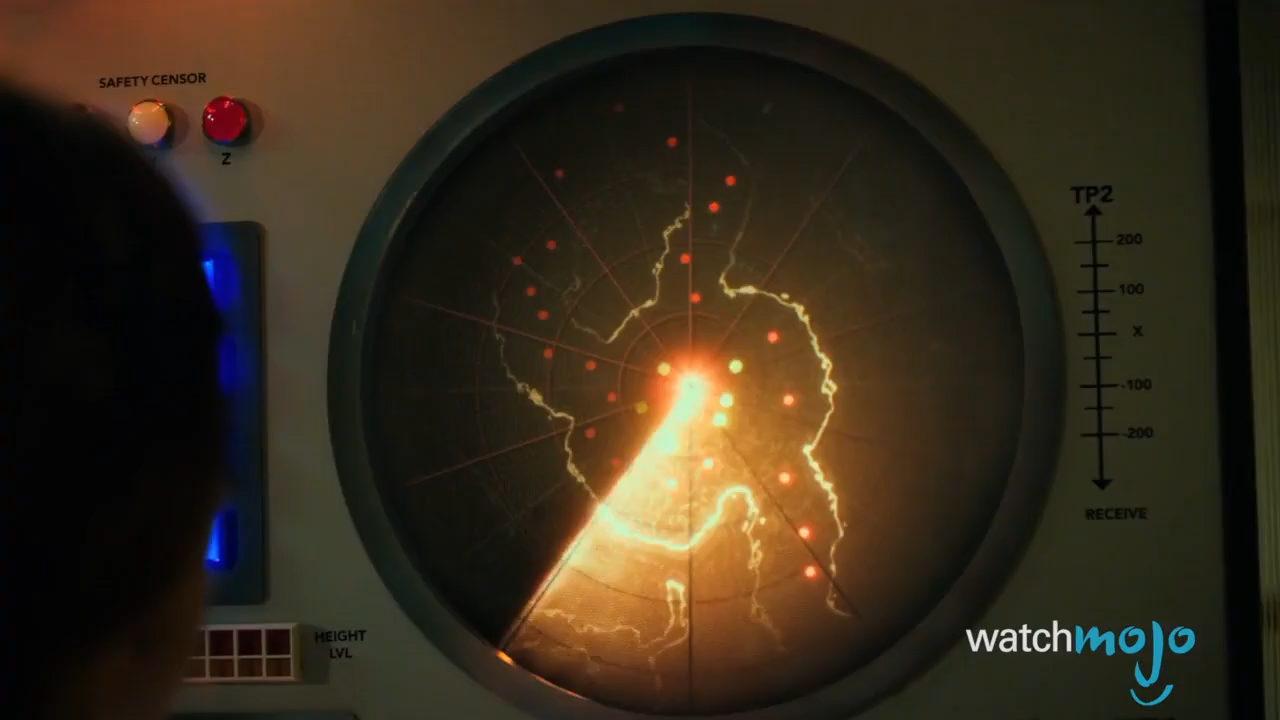 SAFETY CENSOR
Z
TP2
200
100
X
-100
-200
RECEIVE
HEIGHT
LVL
watchmojo